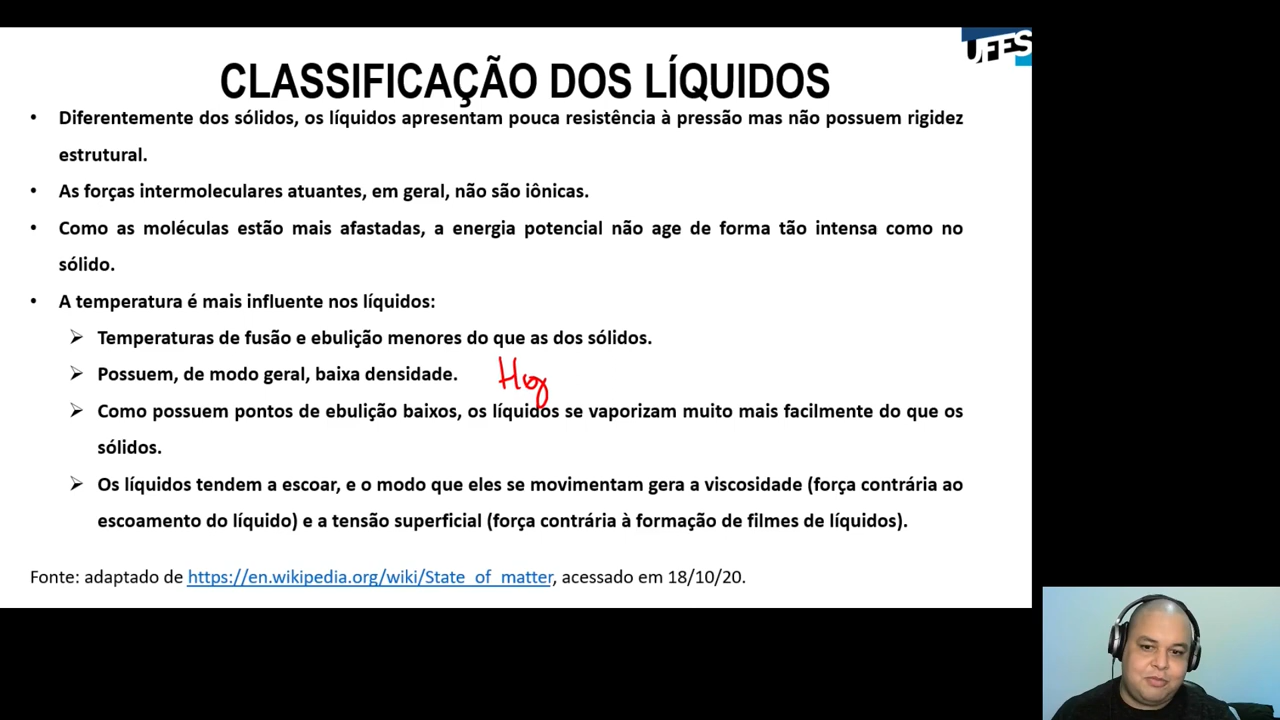 UFES
CLASSIFICAÇÃO DOS LÍQUIDOS
• Diferentemente dos sólidos, os líquidos apresentam pouca resistência à pressão mas não possuem rigidez
estrutural.
• As forças intermoleculares atuantes, em geral, não são iônicas.
• Como as moléculas estão mais afastadas, a energia potencial não age de forma tão intensa como no
sólido.
• A temperatura é mais influente nos líquidos:
➢ Temperaturas de fusão e ebulição menores do que as dos sólidos.
➢ Possuem, de modo geral, baixa densidade. Hg
➢ Como possuem pontos de ebulição baixos, os líquidos se vaporizam muito mais facilmente do que os
sólidos.
➢ Os líquidos tendem a escoar, e o modo que eles se movimentam gera a viscosidade (força contrária ao
escoamento do líquido) e a tensão superficial (força contrária à formação de filmes de líquidos).
Fonte: adaptado de https://en.wikipedia.org/wiki/State_of_matter, acessado em 18/10/20.